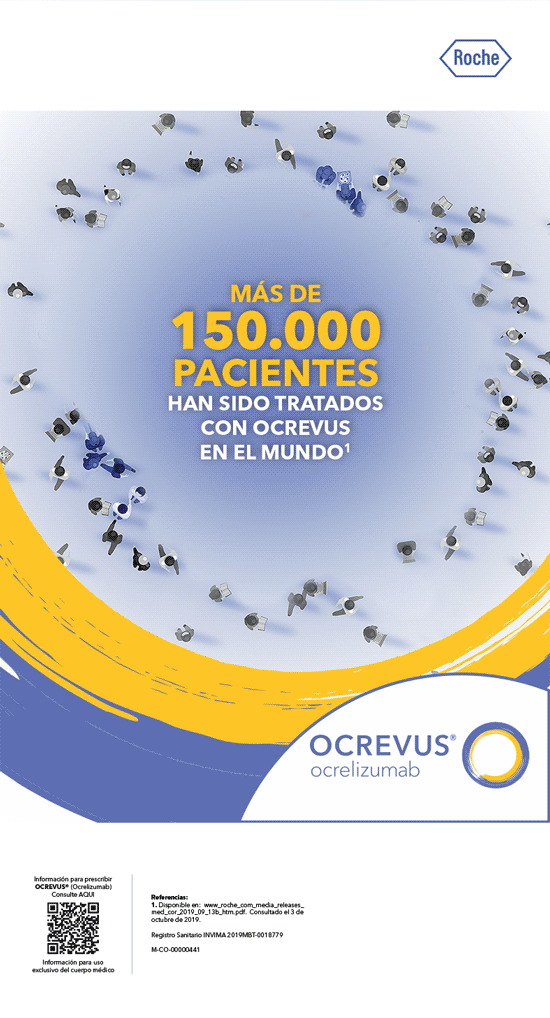 Roche
MÁS DE
150.000
PACIENTES
HAN SIDO TRATADOS
CON OCREVUS
EN EL MUNDO¹
OCREVUS®
ocrelizumab
Información para prescribir
OCREVUS® (Ocrelizumab)
Consulte AQUI
Información para uso
exclusivo del cuerpo médico
Referencias:
1. Disponible en: www_roche_com_media_releases_
med_cor_2019_09_13b_htm.pdf. Consultado el 3 de
octubre de 2019.
Registro Sanitario INVIMA 2019MBT-0018779
M-CO-00000441